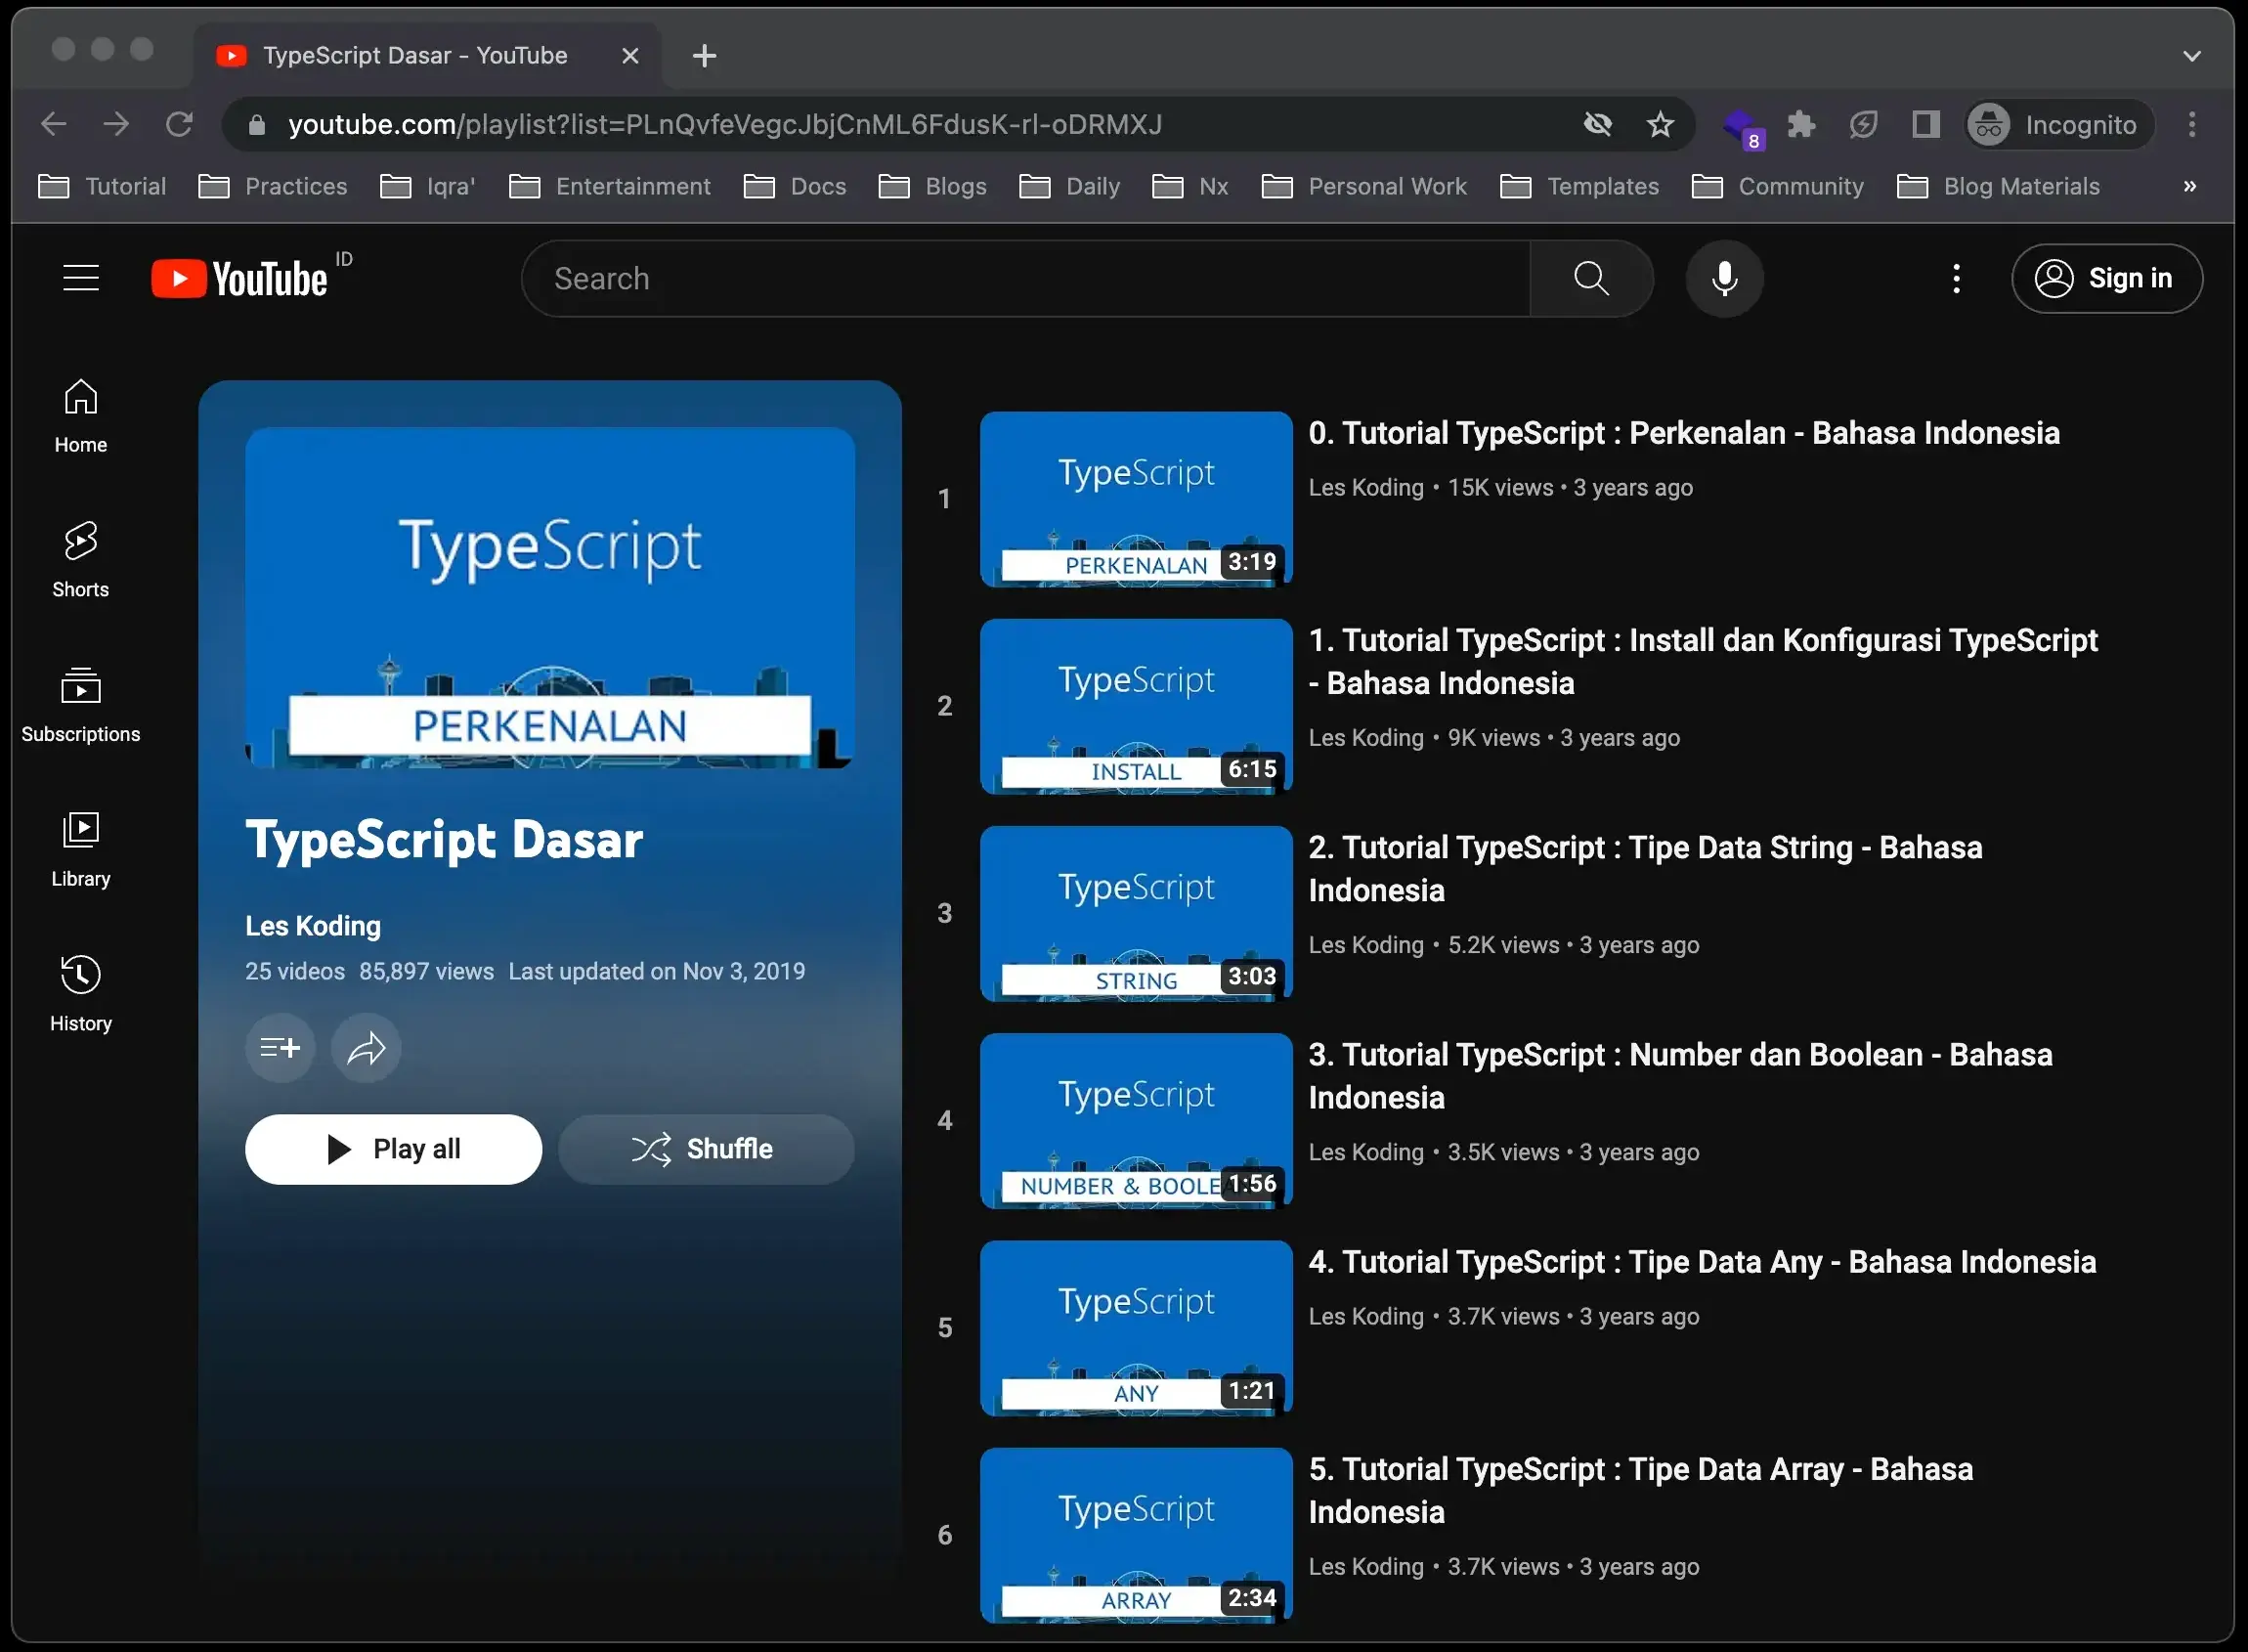 TypeScript Dasar - YouTube
youtube.com/playlist?list=PLnQvfeVegcJbjCnML6FdusK-rl-oDRMXJ
8
Incognito
Tutorial
Practices
Iqra'
Entertainment
Docs
Blogs
Daily
Nx
Personal Work
Templates
Community
Blog Materials
»
YouTube ID
Search
Sign in
Home
Shorts
Subscriptions
Library
History
TypeScript
PERKENALAN
TypeScript Dasar
Les Koding
25 videos 85,897 views Last updated on Nov 3, 2019
Play all
Shuffle
1
TypeScript
PERKENALAN
3:19
0. Tutorial TypeScript : Perkenalan - Bahasa Indonesia
Les Koding • 15K views • 3 years ago
2
TypeScript
INSTALL
6:15
1. Tutorial TypeScript : Install dan Konfigurasi TypeScript
- Bahasa Indonesia
Les Koding • 9K views • 3 years ago
3
TypeScript
STRING
3:03
2. Tutorial TypeScript : Tipe Data String - Bahasa
Indonesia
Les Koding • 5.2K views • 3 years ago
4
TypeScript
NUMBER & BOOLEA
1:56
3. Tutorial TypeScript : Number dan Boolean - Bahasa
Indonesia
Les Koding • 3.5K views • 3 years ago
5
TypeScript
ANY
1:21
4. Tutorial TypeScript : Tipe Data Any - Bahasa Indonesia
Les Koding • 3.7K views • 3 years ago
6
TypeScript
ARRAY
2:34
5. Tutorial TypeScript : Tipe Data Array - Bahasa
Indonesia
Les Koding • 3.7K views • 3 years ago